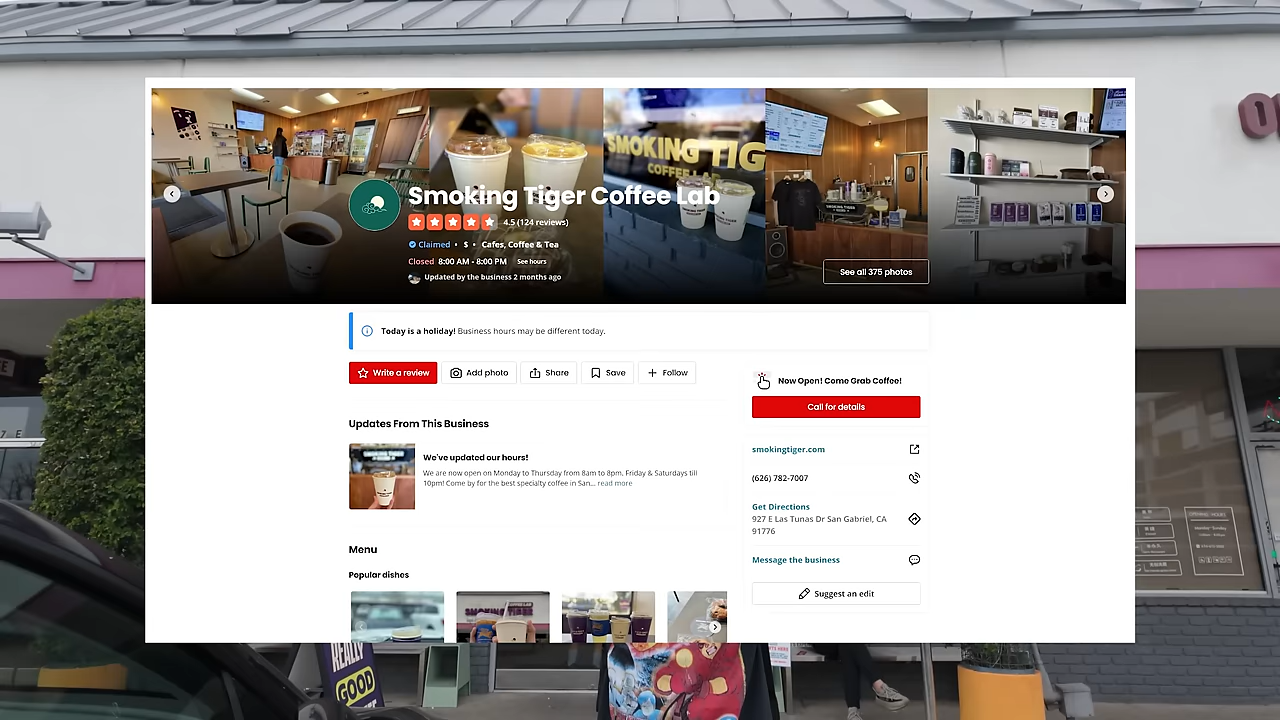 SMOKING TIG
COFFEE LAB
Smoking Tiger Coffee Lab
4.5 (124 reviews)
Claimed • $ • Cafes, Coffee & Tea
Closed 8:00 AM - 8:00 PM See hours
Updated by the business 2 months ago
See all 375 photos
Today is a holiday! Business hours may be different today.
Write a review
Add photo
Share
Save
Follow
Now Open! Come Grab Coffee!
Call for details
Updates From This Business
We've updated our hours!
We are now open on Monday to Thursday from 8am to 8pm, Friday & Saturdays till
10pm! Come by for the best specialty coffee in San... read more
smokingtiger.com
(626) 782-7007
Get Directions
927 E Las Tunas Dr San Gabriel, CA
91776
Message the business
Suggest an edit
Menu
Popular dishes
SMOKING TIGER
REALLY
GOOD
OPENING HOURS